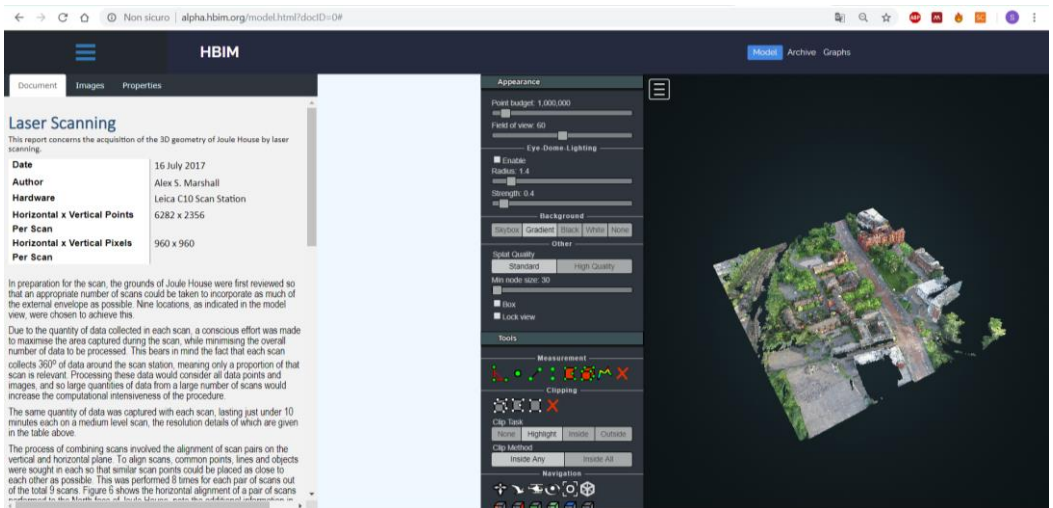 Non sicuro | alpha.hbim.org/model.html?docID=0#
HBIM
Model Archive Graphs
Document Images Properties
Laser Scanning
This report concerns the acquisition of the 3D geometry of Joule House by laser
scanning.
Date 16 July 2017
Author Alex S. Marshall
Hardware Leica C10 Scan Station
Horizontal x Vertical Points 6282 x 2356
Per Scan
Horizontal x Vertical Pixels 960 x 960
Per Scan
In preparation for the scan, the grounds of Joule House were first reviewed so
that an appropriate number of scans could be taken to incorporate as much of
the external envelope as possible. Nine locations, as indicated in the model
view, were chosen to achieve this.
Due to the quantity of data collected in each scan, a conscious effort was made
to maximise the area captured during the scan, while minimising the overall
number of data to be processed. This bears in mind the fact that each scan
collects 360º of data around the scan station, meaning only a proportion of that
scan is relevant. Processing these data would consider all data points and
images, and so large quantities of data from a large number of scans would
increase the computational intensiveness of the procedure.
The same quantity of data was captured with each scan, lasting just under 10
minutes each on a medium level scan, the resolution details of which are given
in the table above.
The process of combining scans involved the alignment of scan pairs on the
vertical and horizontal plane. To align scans, common points, lines and objects
were sought in each so that similar scan points could be placed as close to
each other as possible. This was performed 8 times for each pair of scans out
of the total 9 scans. Figure 6 shows the horizontal alignment of a pair of scans
performed to the North face of Joule House, note the additional information in
Appearance
Point budget: 1,000,000
Field of view: 60
Eye-Dome-Lighting
Enable
Radius: 1.4
Strength: 0.4
Background
Skybox Gradient Black White None
Other
Splat Quality
Standard High Quality
Min node size: 30
Box
Lock view
Tools
Measurement
Clipping
Clip Task
None Highlight Inside Outside
Clip Method
Inside Any Inside All
Navigation